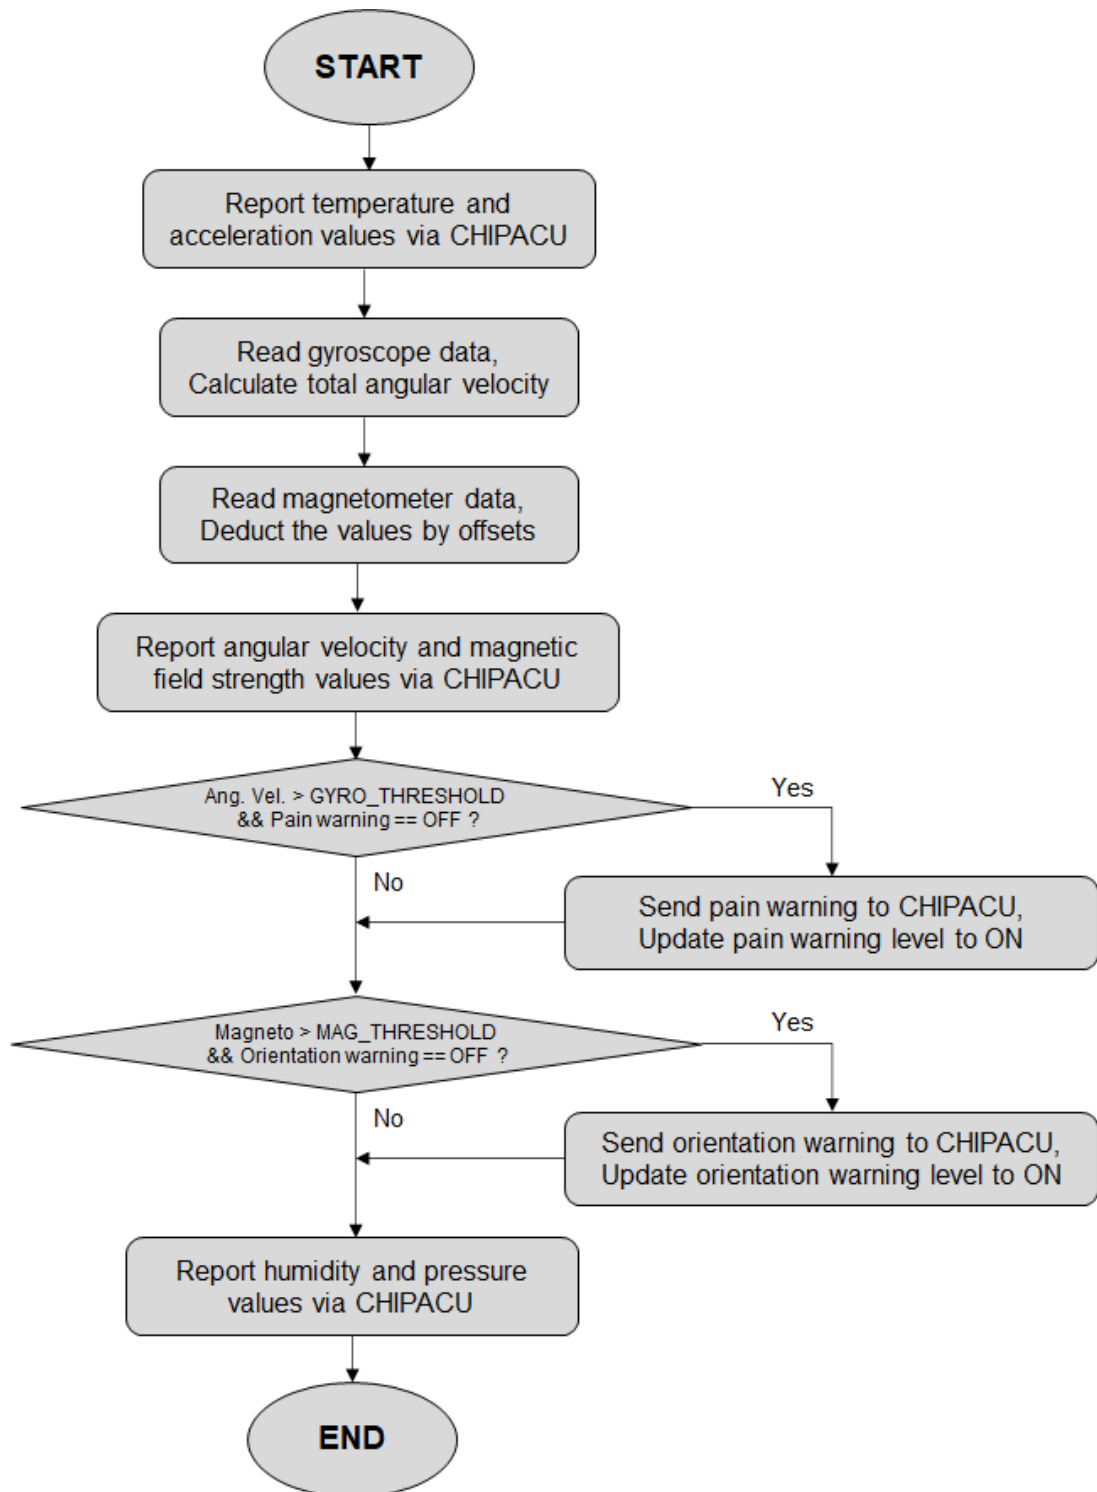 START
Report temperature and
acceleration values via CHIPACU
Read gyroscope data,
Calculate total angular velocity
Read magnetometer data,
Deduct the values by offsets
Report angular velocity and magnetic
field strength values via CHIPACU
Ang. Vel. > GYRO_THRESHOLD
&& Pain warning == OFF ?
Yes
No
Send pain warning to CHIPACU,
Update pain warning level to ON
Magneto > MAG_THRESHOLD
&& Orientation warning == OFF ?
Yes
No
Send orientation warning to CHIPACU,
Update orientation warning level to ON
Report humidity and pressure
values via CHIPACU
END